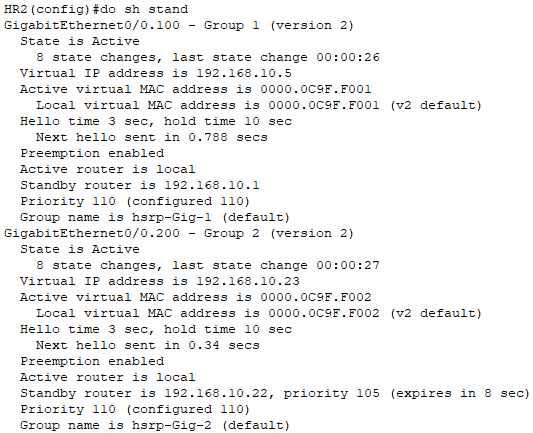 HR2(config)#do sh stand
GigabitEthernet0/0.100 - Group 1 (version 2)
  State is Active
    8 state changes, last state change 00:00:26
  Virtual IP address is 192.168.10.5
  Active virtual MAC address is 0000.0C9F.F001
    Local virtual MAC address is 0000.0C9F.F001 (v2 default)
  Hello time 3 sec, hold time 10 sec
    Next hello sent in 0.788 secs
  Preemption enabled
  Active router is local
  Standby router is 192.168.10.1
  Priority 110 (configured 110)
  Group name is hsrp-Gig-1 (default)
GigabitEthernet0/0.200 - Group 2 (version 2)
  State is Active
    8 state changes, last state change 00:00:27
  Virtual IP address is 192.168.10.23
  Active virtual MAC address is 0000.0C9F.F002
    Local virtual MAC address is 0000.0C9F.F002 (v2 default)
  Hello time 3 sec, hold time 10 sec
    Next hello sent in 0.34 secs
  Preemption enabled
  Active router is local
  Standby router is 192.168.10.22, priority 105 (expires in 8 sec)
  Priority 110 (configured 110)
  Group name is hsrp-Gig-2 (default)